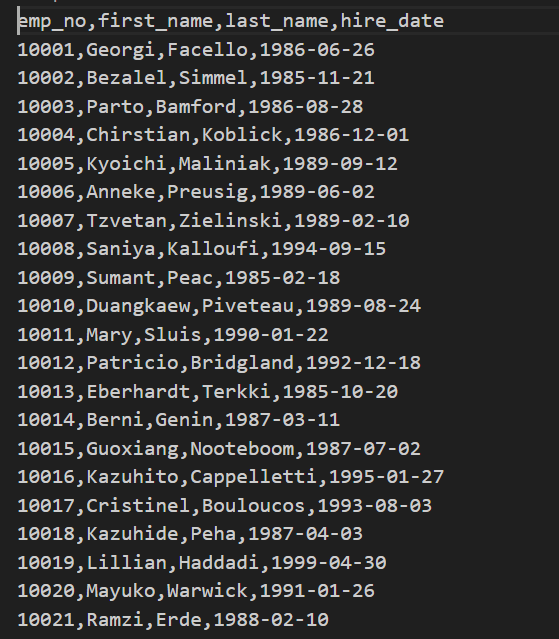 emp_no,first_name,last_name,hire_date
10001,Georgi,Facello,1986-06-26
10002,Bezalel,Simmel,1985-11-21
10003,Parto,Bamford,1986-08-28
10004,Chirstian,Koblick,1986-12-01
10005,Kyoichi,Maliniak,1989-09-12
10006,Anneke,Preusig,1989-06-02
10007,Tzvetan,Zielinski,1989-02-10
10008,Saniya,Kalloufi,1994-09-15
10009,Sumant,Peac,1985-02-18
10010,Duangkaew,Piveteau,1989-08-24
10011,Mary,Sluis,1990-01-22
10012,Patricio,Bridgland,1992-12-18
10013,Eberhardt,Terkki,1985-10-20
10014,Berni,Genin,1987-03-11
10015,Guoxiang,Nooteboom,1987-07-02
10016,Kazuhito,Cappelletti,1995-01-27
10017,Cristinel,Bouloucos,1993-08-03
10018,Kazuhide,Peha,1987-04-03
10019,Lillian,Haddadi,1999-04-30
10020,Mayuko,Warwick,1991-01-26
10021,Ramzi,Erde,1988-02-10